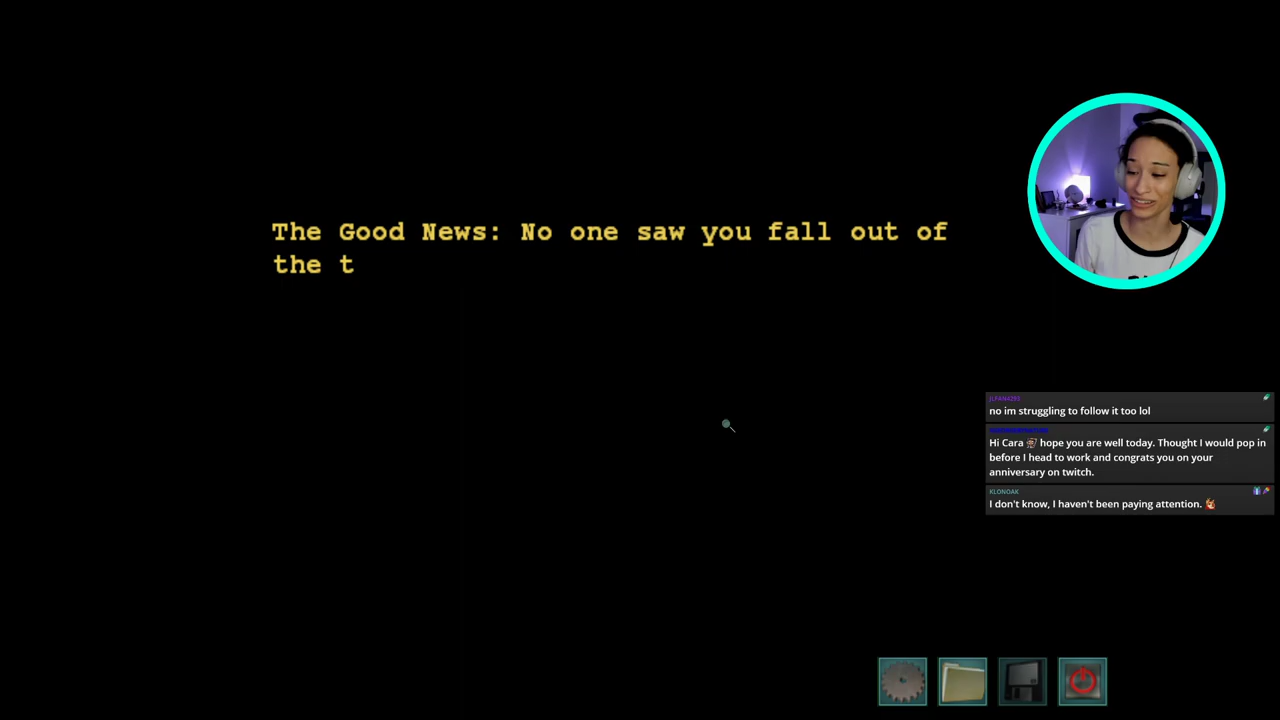 The Good News: No one saw you fall out of
the t
JLFAN4293
no im struggling to follow it too lol
Hi Cara hope you are well today. Thought I would pop in
before I head to work and congrats you on your
anniversary on twitch.
KLONOAK
I don't know, I haven't been paying attention.